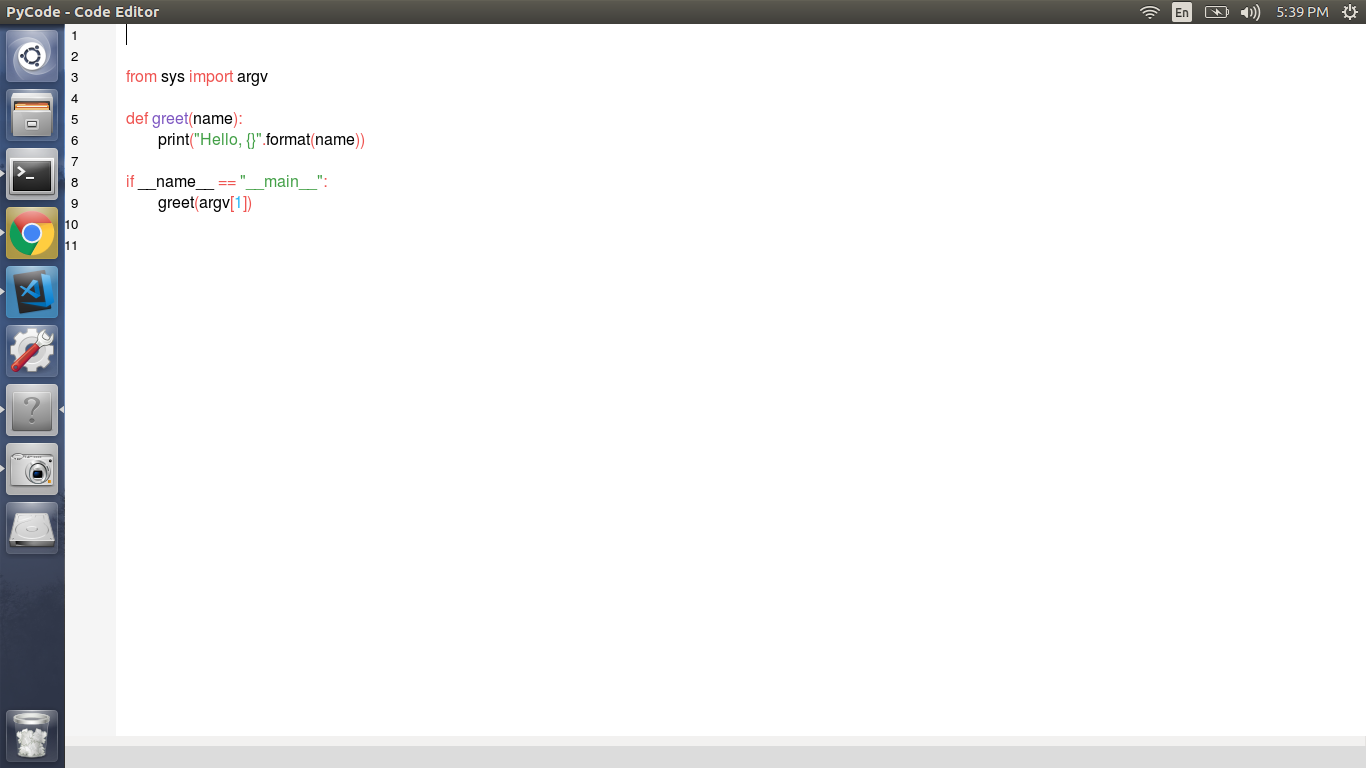 PyCode - Code Editor
En
5:39 PM
1
2
3 from sys import argv
4
5 def greet(name):
6 print("Hello, {}".format(name))
7
8 if __name__ == "__main__":
9 greet(argv[1])
10
11
>_
?